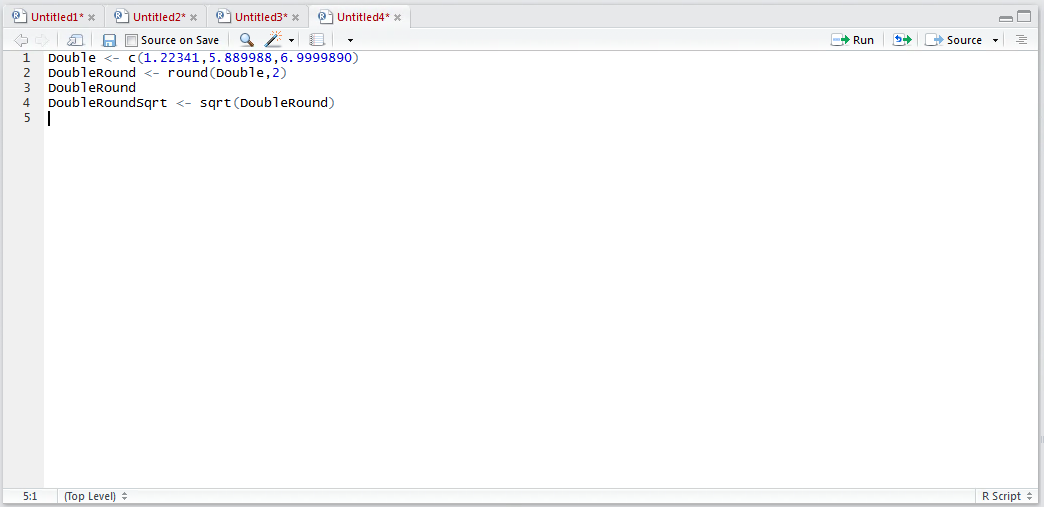 Untitled1* Untitled2* Untitled3* Untitled4*
Source on Save Run Source
1 Double <- c(1.22341,5.889988,6.9999890)
2 DoubleRound <- round(Double,2)
3 DoubleRound
4 DoubleRoundSqrt <- sqrt(DoubleRound)
5
5:1 (Top Level) R Script